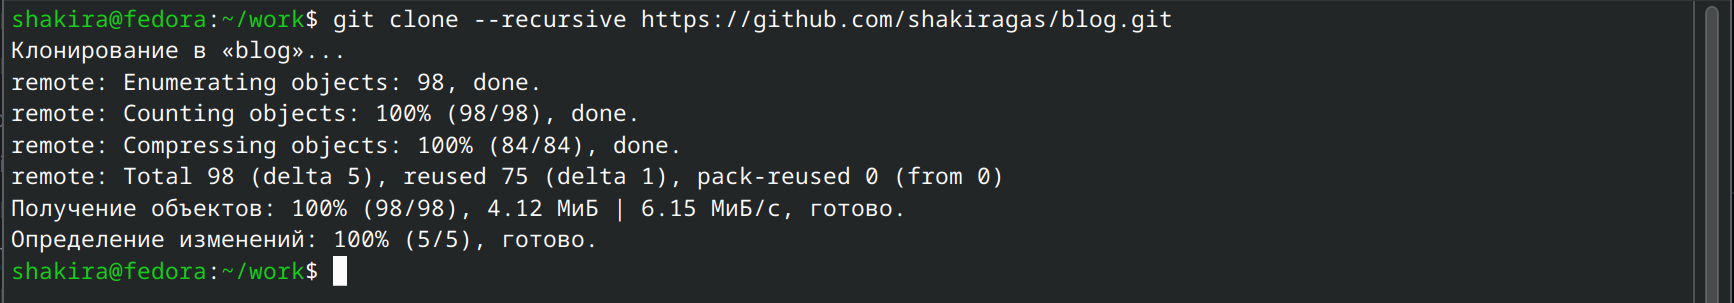 shakira@fedora:~/work$ git clone --recursive https://github.com/shakiragas/blog.git
Клонирование в «blog»...
remote: Enumerating objects: 98, done.
remote: Counting objects: 100% (98/98), done.
remote: Compressing objects: 100% (84/84), done.
remote: Total 98 (delta 5), reused 75 (delta 1), pack-reused 0 (from 0)
Получение объектов: 100% (98/98), 4.12 МиБ | 6.15 МиБ/с, готово.
Определение изменений: 100% (5/5), готово.
shakira@fedora:~/work$